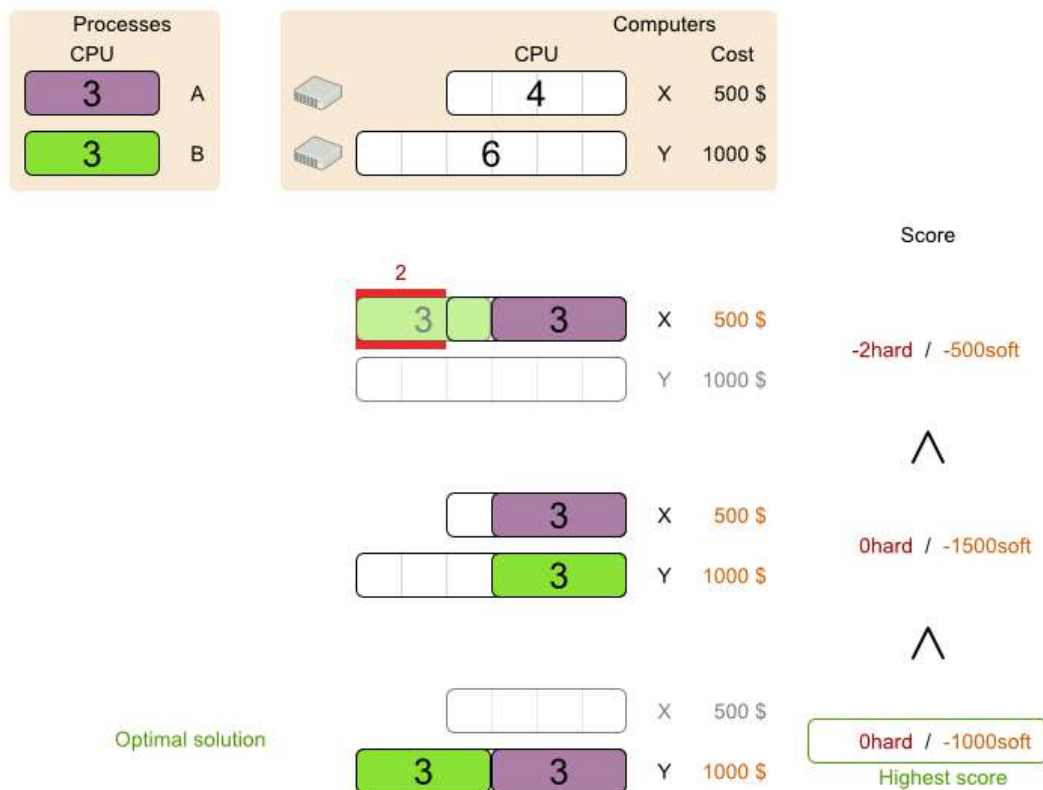 Processes
Computers
CPU
CPU Cost
3 A
4 X 500 $
3 B
6 Y 1000 $
Score
2
3 3 X 500 $
-2hard / -500soft
Y 1000 $
3 X 500 $
0hard / -1500soft
3 Y 1000 $
X 500 $
Optimal solution
0hard / -1000soft
3 3 Y 1000 $
Highest score